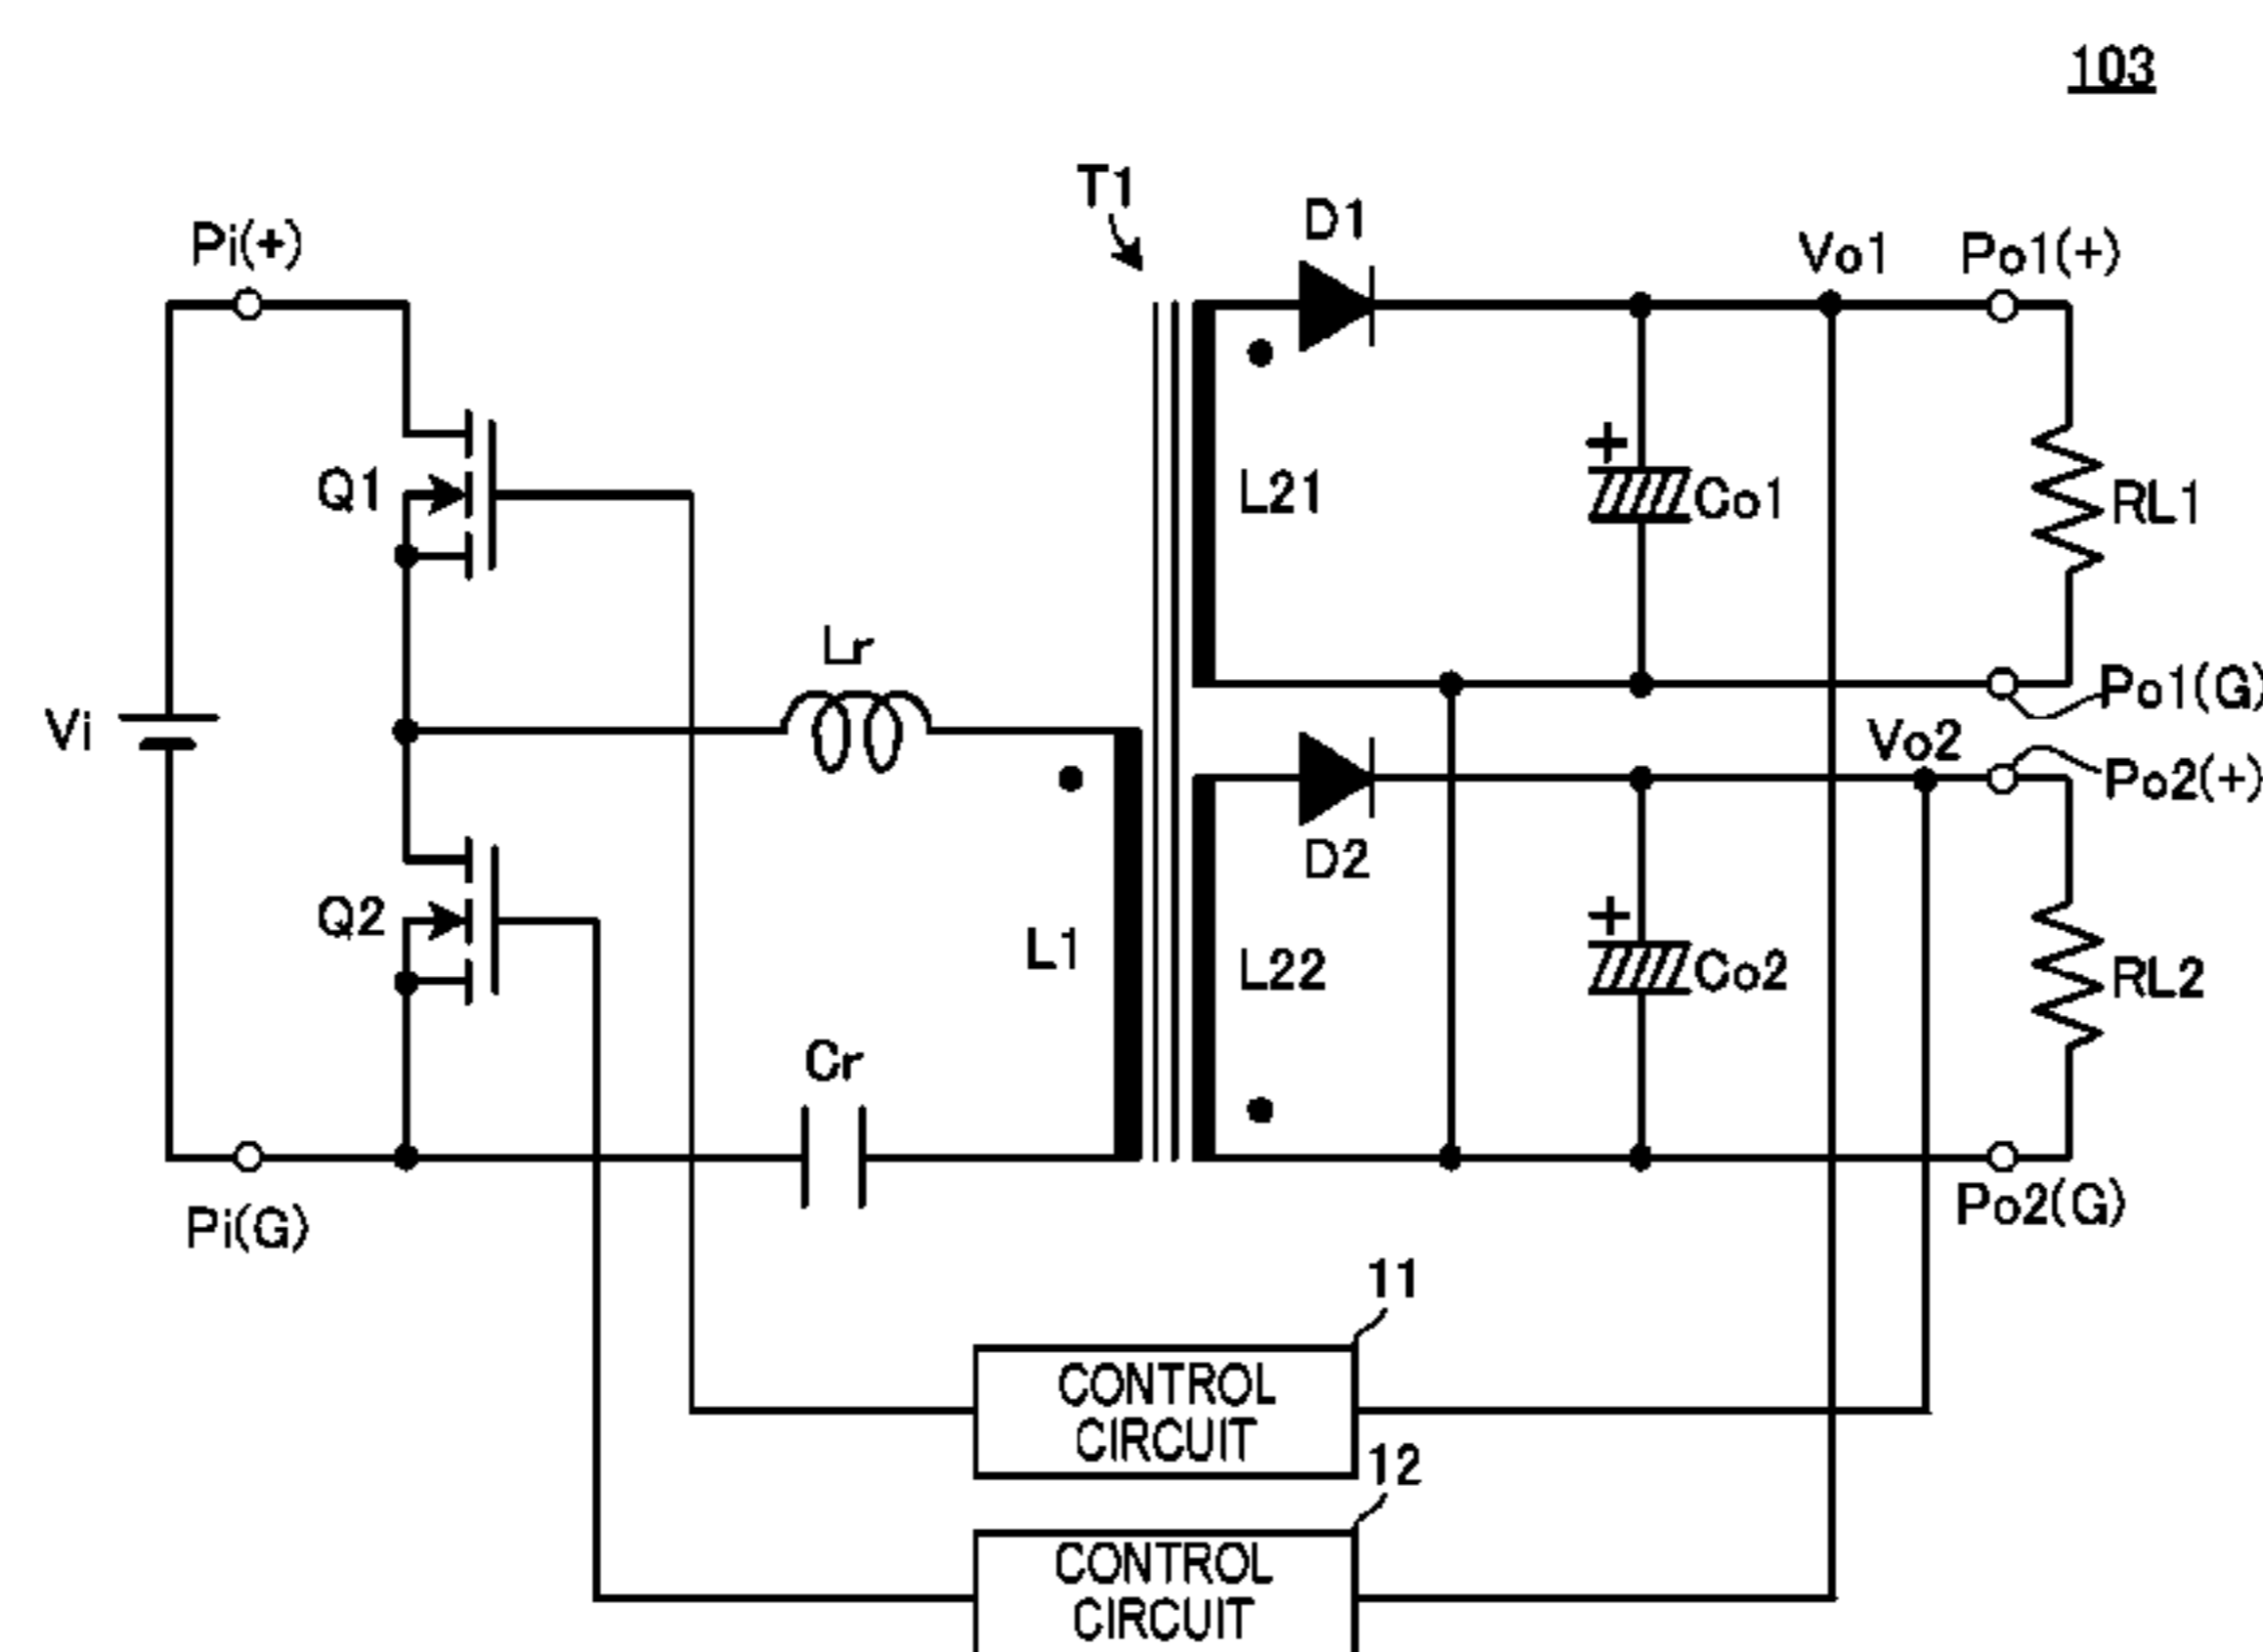 103
T1
D1
Pi(+)
Vo1
Po1(+)
Q1
L21
+
Co1
RL1
Lr
Po1(G)
Vi
Vo2
Po2(+)
D2
Q2
+
L1
L22
Co2
RL2
Cr
Po2(G)
Pi(G)
11
CONTROL
CIRCUIT
12
CONTROL
CIRCUIT